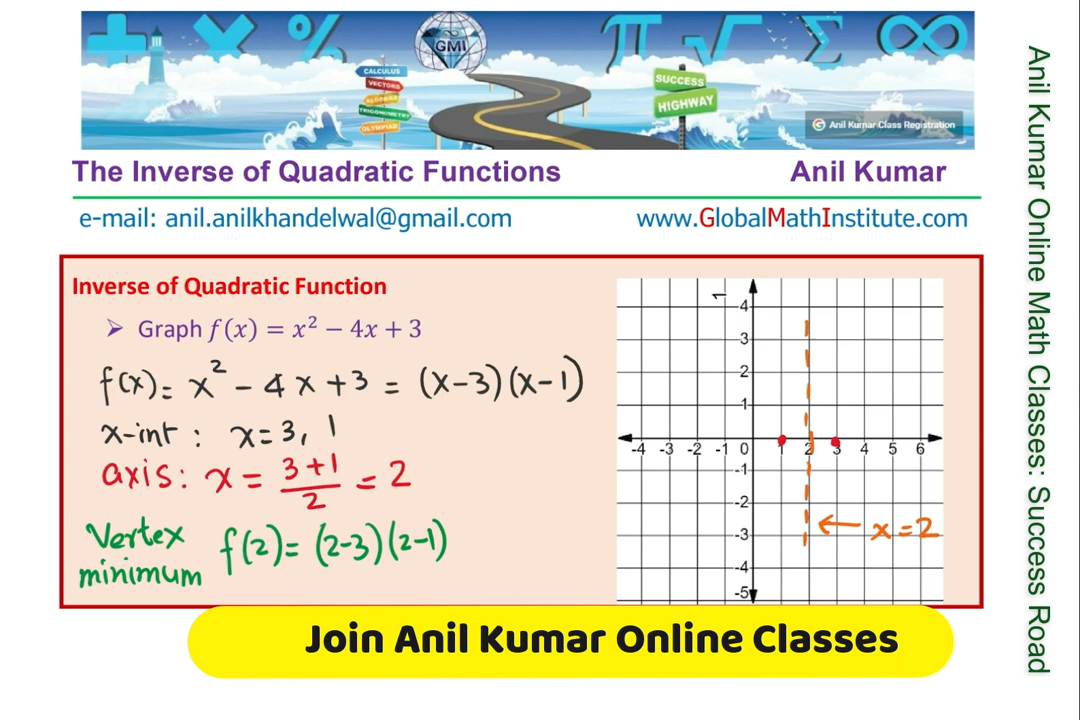 GMI
CALCULUS
VECTORS
ALGEBRA
TRIGONOMETRY
OLYMPIAD
SUCCESS
HIGHWAY
Anil Kumar Class Registration
The Inverse of Quadratic Functions Anil Kumar
e-mail: anil.anilkhandelwal@gmail.com www.GlobalMathInstitute.com
Inverse of Quadratic Function
➢ Graph f(x) = x² − 4x + 3
f(x) = x² - 4x + 3 = (x-3)(x-1)
x-int : x = 3, 1
axis: x = (3+1)/2 = 2
Vertex f(2) = (2-3)(2-1)
minimum
4
3
2
1
-4 -3 -2 -1 0 1 2 3 4 5 6
-1
-2
-3
-4
-5
← x = 2
Join Anil Kumar Online Classes
Anil Kumar Online Math Classes: Success Road